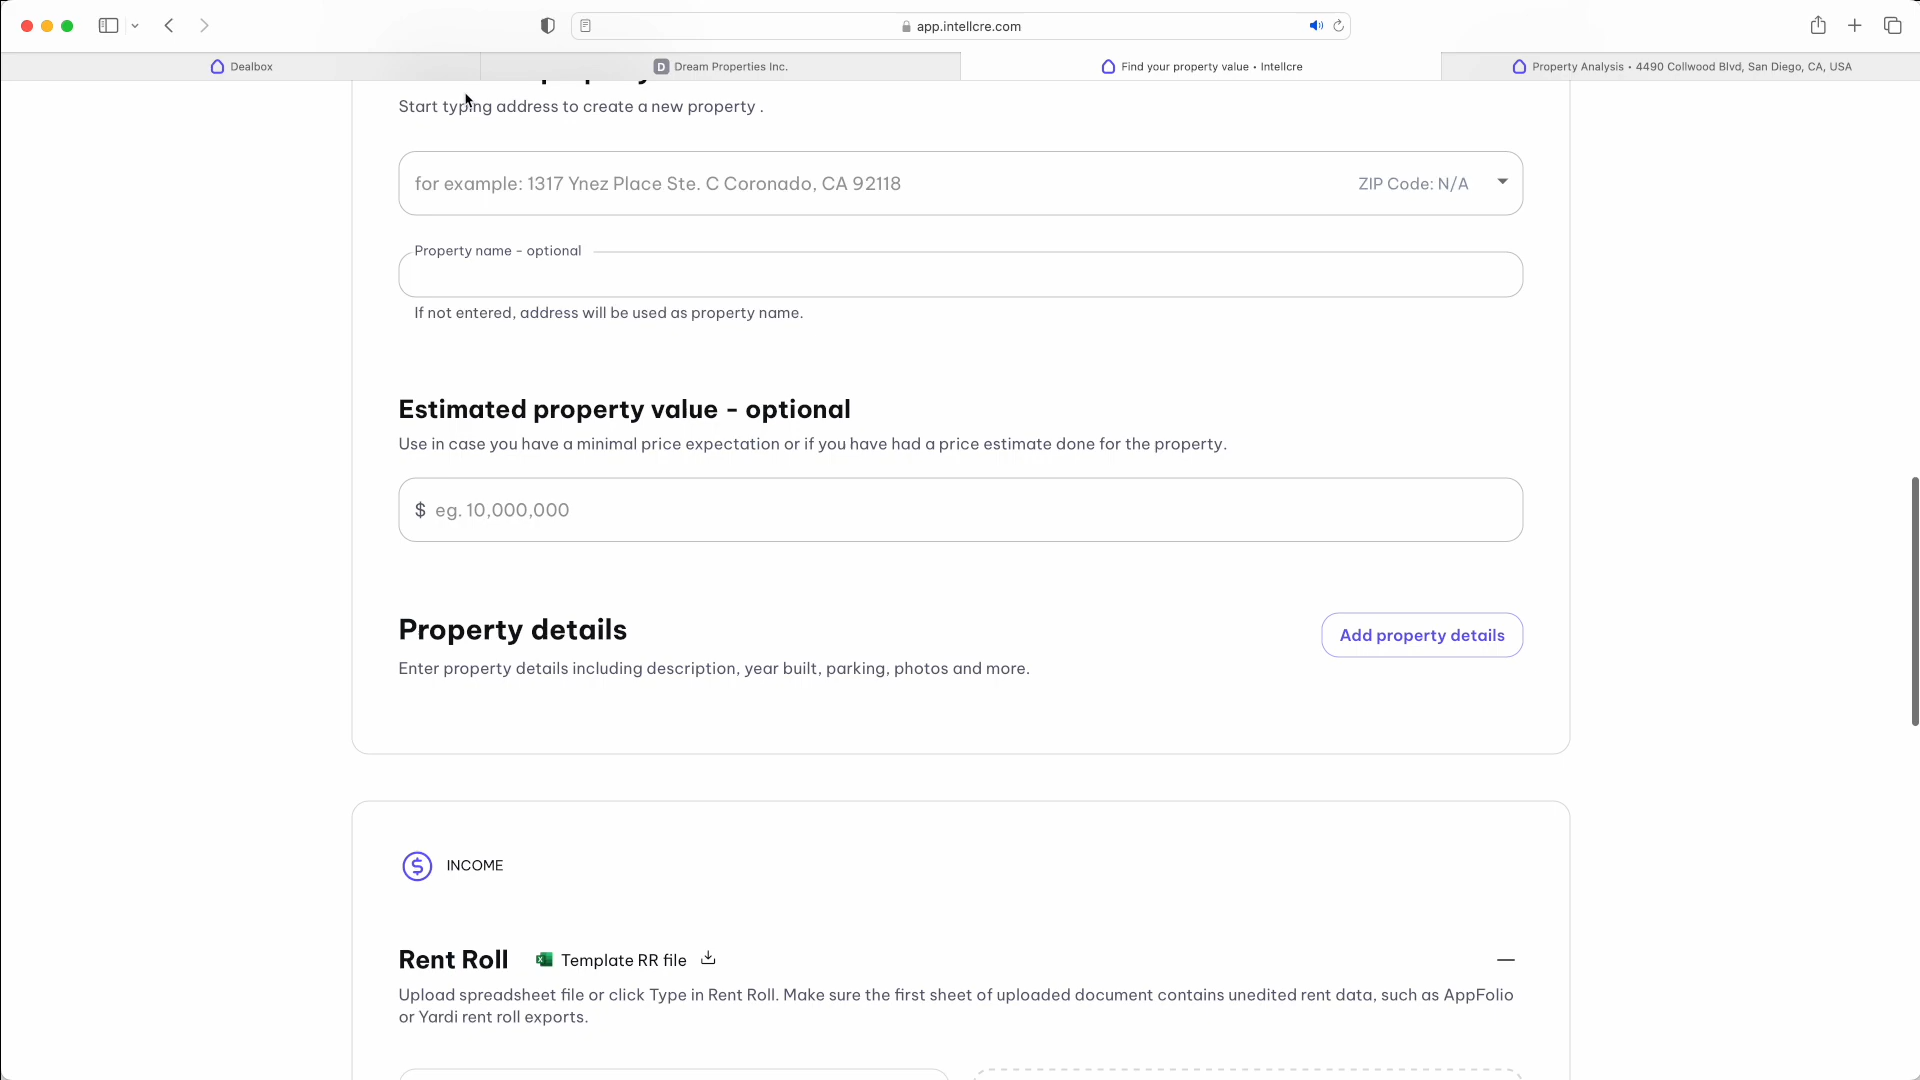 app.intellcre.com
Dealbox
D Dream Properties Inc.
Find your property value • Intellcre
Property Analysis • 4490 Collwood Blvd, San Diego, CA, USA
Start typing address to create a new property .
for example: 1317 Ynez Place Ste. C Coronado, CA 92118
ZIP Code: N/A
Property name - optional
If not entered, address will be used as property name.
Estimated property value - optional
Use in case you have a minimal price expectation or if you have had a price estimate done for the property.
$ eg. 10,000,000
Property details
Add property details
Enter property details including description, year built, parking, photos and more.
$ INCOME
Rent Roll
Template RR file
Upload spreadsheet file or click Type in Rent Roll. Make sure the first sheet of uploaded document contains unedited rent data, such as AppFolio
or Yardi rent roll exports.